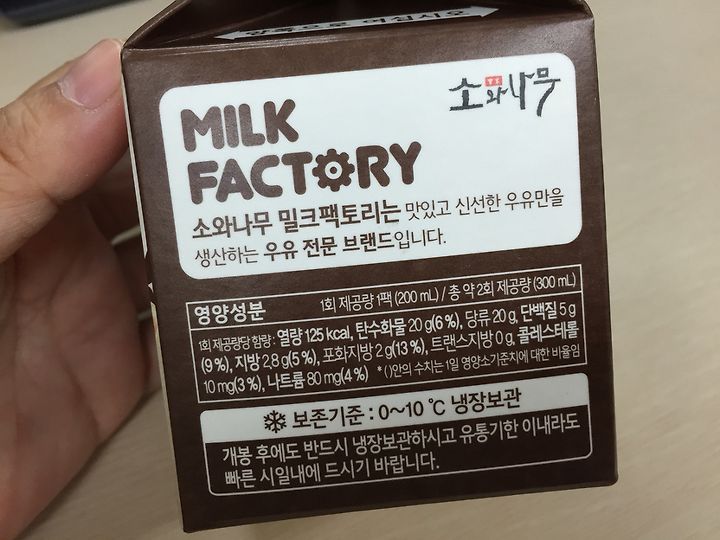 양쪽으로 여십시오
소와나무
MILK
FACTORY
소와나무 밀크팩토리는 맛있고 신선한 우유만을
생산하는 우유 전문 브랜드입니다.
영양성분 1회 제공량 1팩 (200 mL) / 총 약 2회 제공량 (300 mL)
1회 제공량당 함량 : 열량 125 kcal, 탄수화물 20 g(6 %), 당류 20 g, 단백질 5 g
(9 %), 지방 2.8 g(5 %), 포화지방 2 g(13 %), 트랜스지방 0 g, 콜레스테롤
10 mg(3 %), 나트륨 80 mg(4 %) * ( )안의 수치는 1일 영양소기준치에 대한 비율임
보존기준 : 0~10 ℃ 냉장보관
개봉 후에도 반드시 냉장보관하시고 유통기한 이내라도
빠른 시일내에 드시기 바랍니다.